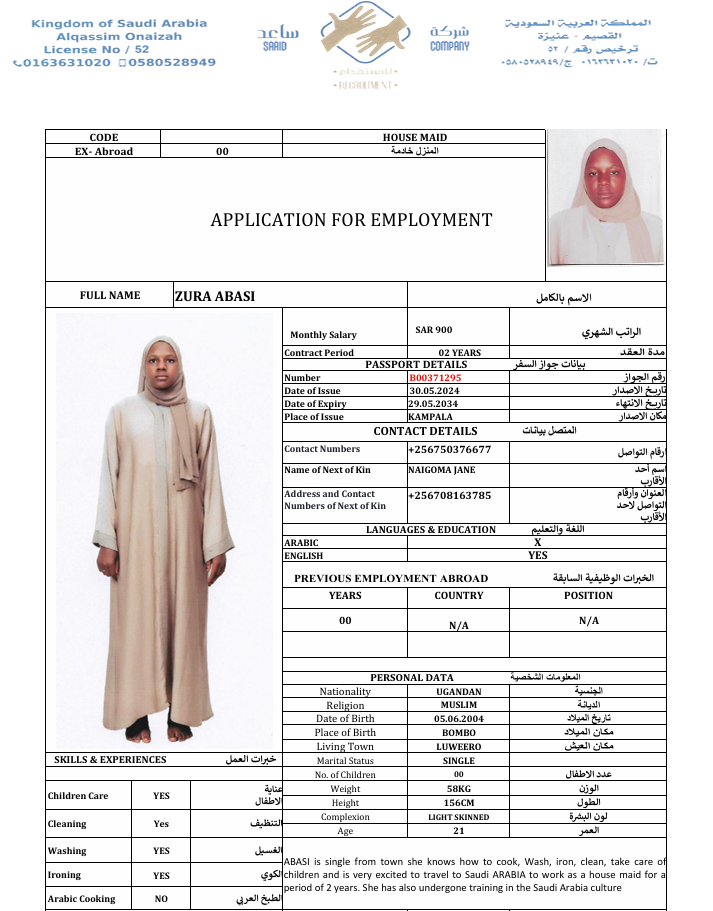 Kingdom of Saudi Arabia
Alqassim Onaizah
License No / 52
0163631020 0580528949
ساعد
SAAID
شركة
COMPANY
للاستقدام
RECRUITMENT
المملكة العربية السعودية
القصيم - عنيزة
ترخيص رقم / ٥٢
ت/ ٠١٦٣٦٣١٠٢٠ ج/ ٠٥٨٠٥٢٨٩٤٩
CODE HOUSE MAID
EX- Abroad 00 المنزل خادمة
APPLICATION FOR EMPLOYMENT
FULL NAME ZURA ABASI الاسم بالكامل
Monthly Salary SAR 900 الراتب الشهري
Contract Period 02 YEARS مدة العقد
PASSPORT DETAILS بيانات جواز السفر
Number B00371295 رقم الجواز
Date of Issue 30.05.2024 تاريخ الاصدار
Date of Expiry 29.05.2034 تاريخ الانتهاء
Place of Issue KAMPALA مكان الاصدار
CONTACT DETAILS المتصل بيانات
Contact Numbers +256750376677 ارقام التواصل
Name of Next of Kin NAIGOMA JANE اسم أحد
الأقارب
Address and Contact +256708163785 العنوان وأرقام
Numbers of Next of Kin التواصل لاحد
الأقارب
LANGUAGES & EDUCATION اللغة والتعليم
ARABIC X
ENGLISH YES
PREVIOUS EMPLOYMENT ABROAD الخبرات الوظيفية السابقة
YEARS COUNTRY POSITION
00 N/A N/A
PERSONAL DATA المعلومات الشخصية
Nationality UGANDAN الجنسية
Religion MUSLIM الديانة
Date of Birth 05.06.2004 تاريخ الميلاد
Place of Birth BOMBO مكان الميلاد
Living Town LUWEERO مكان العيش
Marital Status SINGLE
No. of Children 00 عدد الاطفال
Weight 58KG الوزن
Height 156CM الطول
Complexion LIGHT SKINNED لون البشرة
Age 21 العمر
SKILLS & EXPERIENCES خبرات العمل
Children Care YES عناية
الاطفال
Cleaning Yes التنظيف
Washing YES الغسيل
Ironing YES الكوي
Arabic Cooking NO الطبخ العربي
ABASI is single from town she knows how to cook, Wash, iron, clean, take care of
children and is very excited to travel to Saudi ARABIA to work as a house maid for a
period of 2 years. She has also undergone training in the Saudi Arabia culture